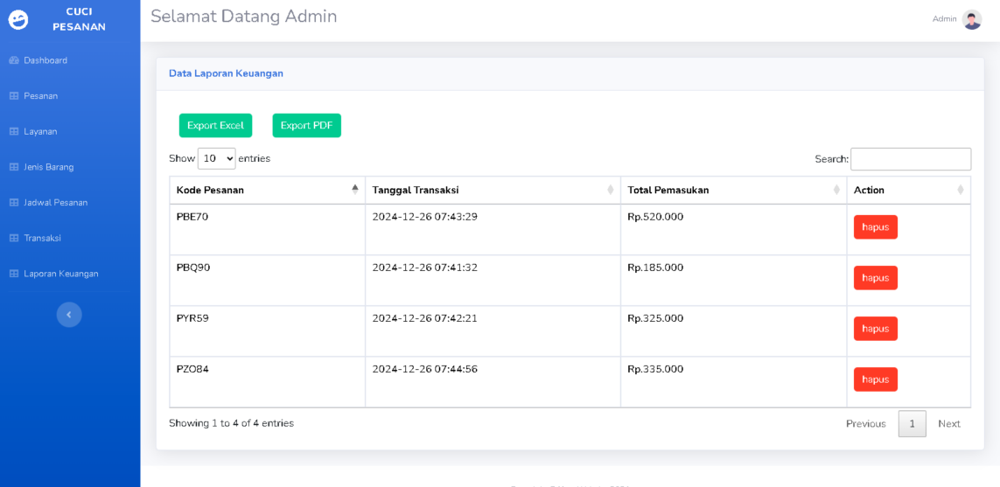 CUCI
PESANAN
Selamat Datang Admin
Admin
Dashboard
Pesanan
Layanan
Jenis Barang
Jadwal Pesanan
Transaksi
Laporan Keuangan
Data Laporan Keuangan
Export Excel Export PDF
Show 10 entries Search:
Kode Pesanan Tanggal Transaksi Total Pemasukan Action
PBE70 2024-12-26 07:43:29 Rp.520.000 hapus
PBQ90 2024-12-26 07:41:32 Rp.185.000 hapus
PYR59 2024-12-26 07:42:21 Rp.325.000 hapus
PZO84 2024-12-26 07:44:56 Rp.335.000 hapus
Showing 1 to 4 of 4 entries Previous 1 Next